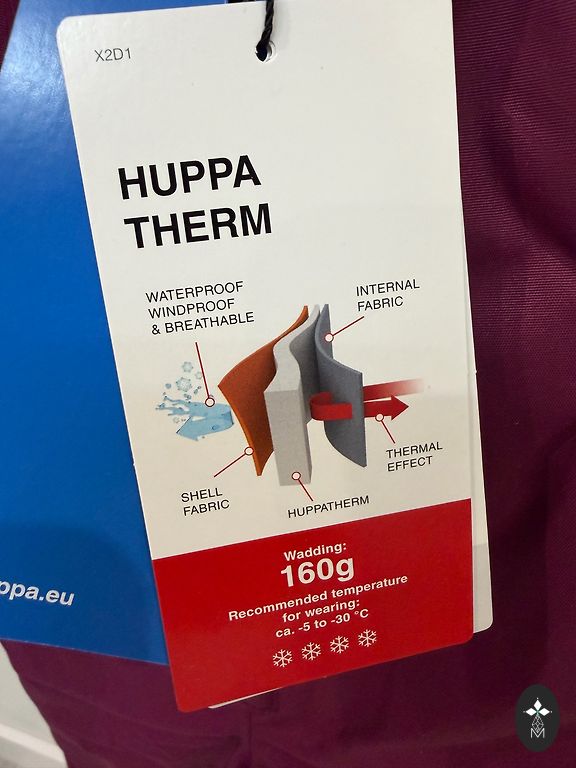 X2D1
HUPPA
THERM
WATERPROOF
WINDPROOF
& BREATHABLE
INTERNAL
FABRIC
THERMAL
EFFECT
SHELL
FABRIC
HUPPATHERM
Wadding:
160g
Recommended temperature
for wearing:
ca. -5 to -30 °C
ppa.eu
M